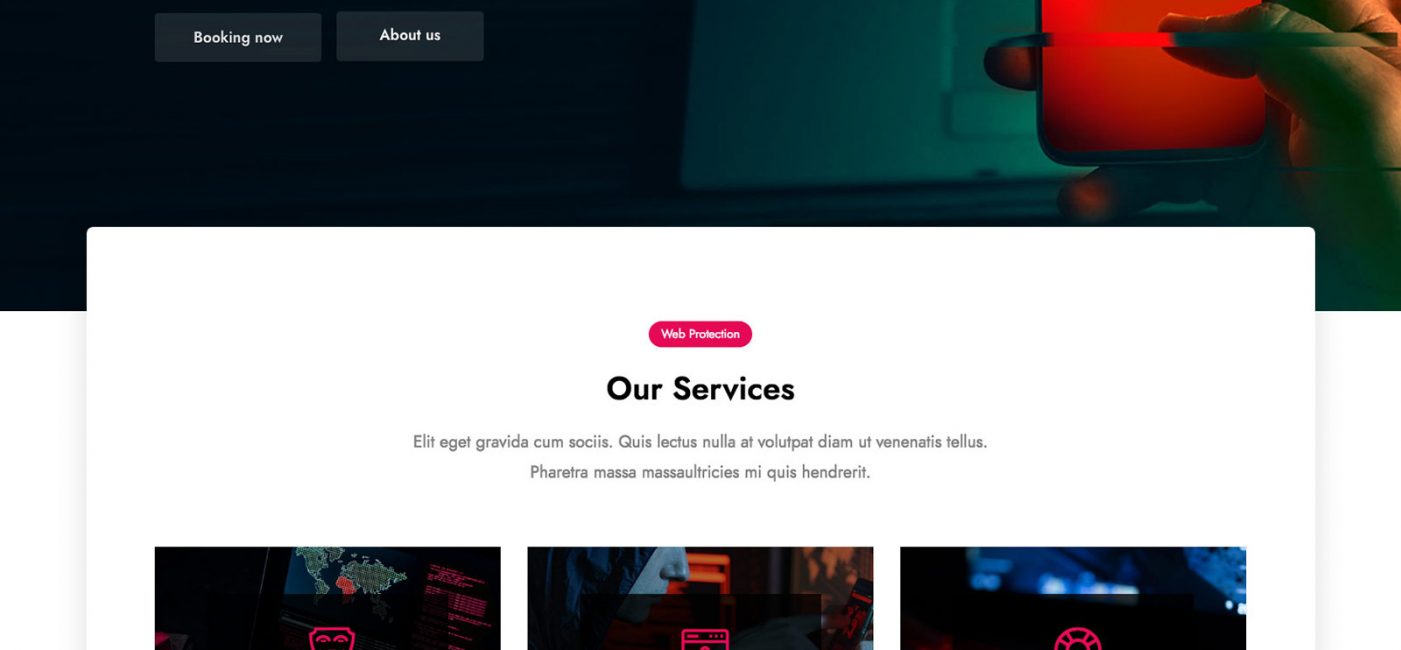 Booking now
About us
Web Protection
Our Services
Elit eget gravida cum sociis. Quis lectus nulla at volutpat diam ut venenatis tellus.
Pharetra massa massaultricies mi quis hendrerit.